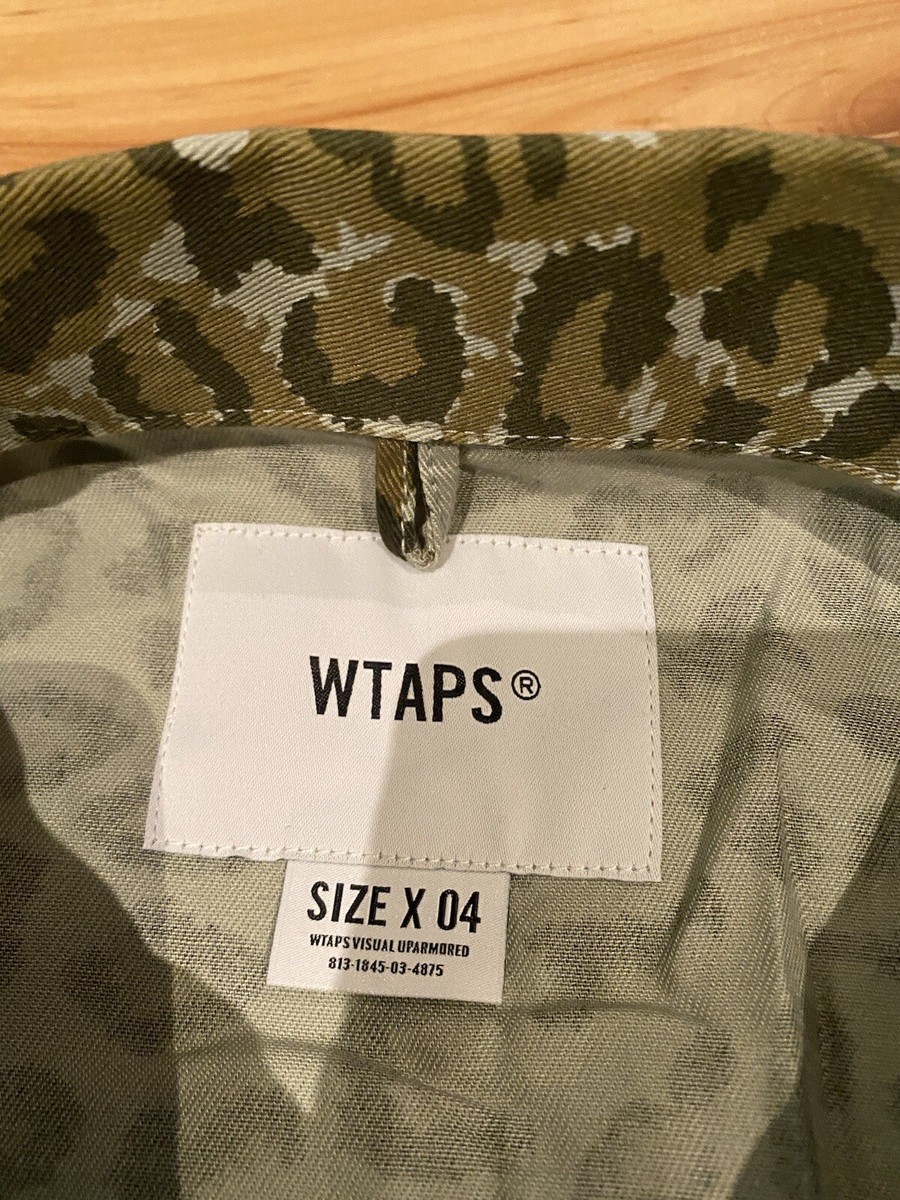 WTAPS®
SIZE X 04
WTAPS VISUAL UPARMORED
813-1845-03-4875